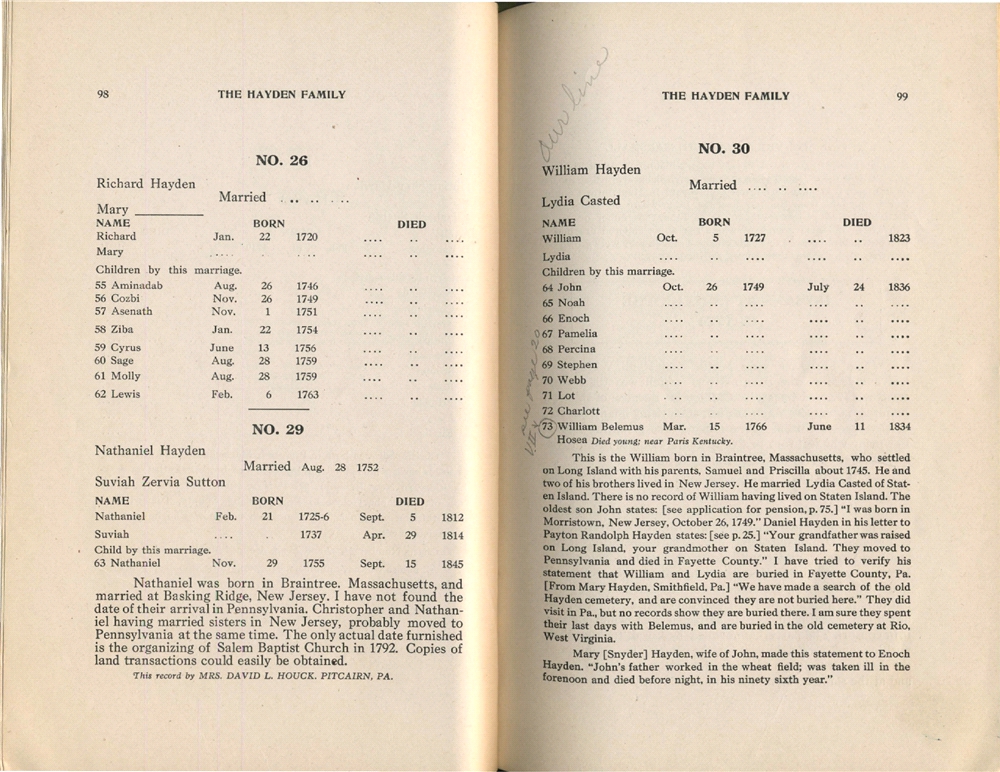 98 THE HAYDEN FAMILY
NO. 26
Richard Hayden
Married .... .. ....
Mary
NAME BORN DIED
Richard Jan. 22 1720 .... .. ....
Mary .... . .... .... .. ....
Children by this marriage.
55 Aminadab Aug. 26 1746 .... .. ....
56 Cozbi Nov. 26 1749 .... .. ....
57 Asenath Nov. 1 1751 .... .. ....
58 Ziba Jan. 22 1754 .... .. ....
59 Cyrus June 13 1756 .... .. ....
60 Sage Aug. 28 1759 .... .. ....
61 Molly Aug. 28 1759 .... .. ....
62 Lewis Feb. 6 1763 .... .. ....
NO. 29
Nathaniel Hayden
Married Aug. 28 1752
Suviah Zervia Sutton
NAME BORN DIED
Nathaniel Feb. 21 1725-6 Sept. 5 1812
Suviah .... . 1737 Apr. 29 1814
Child by this marriage.
63 Nathaniel Nov. 29 1755 Sept. 15 1845
Nathaniel was born in Braintree. Massachusetts, and
married at Basking Ridge, New Jersey. I have not found the
date of their arrival in Pennsylvania. Christopher and Nathan-
iel having married sisters in New Jersey, probably moved to
Pennsylvania at the same time. The only actual date furnished
is the organizing of Salem Baptist Church in 1792. Copies of
land transactions could easily be obtained.
This record by MRS. DAVID L. HOUCK. PITCAIRN, PA.
THE HAYDEN FAMILY 99
our line
NO. 30
William Hayden
Married .... .. ....
Lydia Casted
NAME BORN DIED
William Oct. 5 1727 .... .. 1823
Lydia .... .. .... .... .. ....
Children by this marriage.
64 John Oct. 26 1749 July 24 1836
65 Noah .... .. .... .... .. ....
66 Enoch .... .. .... .... .. ....
67 Pamelia .... .. .... .... .. ....
68 Percina .... .. .... .... .. ....
69 Stephen .... .. .... .... .. ....
70 Webb .... .. .... .... .. ....
71 Lot .... .. .... .... .. ....
72 Charlott .... .. .... .... .. ....
73 William Belemus Mar. 15 1766 June 11 1834
Hosea Died young; near Paris Kentucky.
see page
This is the William born in Braintree, Massachusetts, who settled
on Long Island with his parents, Samuel and Priscilla about 1745. He and
two of his brothers lived in New Jersey. He married Lydia Casted of Stat-
en Island. There is no record of William having lived on Staten Island. The
oldest son John states: [see application for pension, p. 75.] “I was born in
Morristown, New Jersey, October 26, 1749.” Daniel Hayden in his letter to
Payton Randolph Hayden states: [see p. 25.] “Your grandfather was raised
on Long Island, your grandmother on Staten Island. They moved to
Pennsylvania and died in Fayette County.” I have tried to verify his
statement that William and Lydia are buried in Fayette County, Pa.
[From Mary Hayden, Smithfield, Pa.] “We have made a search of the old
Hayden cemetery, and are convinced they are not buried here.” They did
visit in Pa., but no records show they are buried there. I am sure they spent
their last days with Belemus, and are buried in the old cemetery at Rio,
West Virginia.
Mary [Snyder] Hayden, wife of John, made this statement to Enoch
Hayden. “John's father worked in the wheat field; was taken ill in the
forenoon and died before night, in his ninety sixth year.”